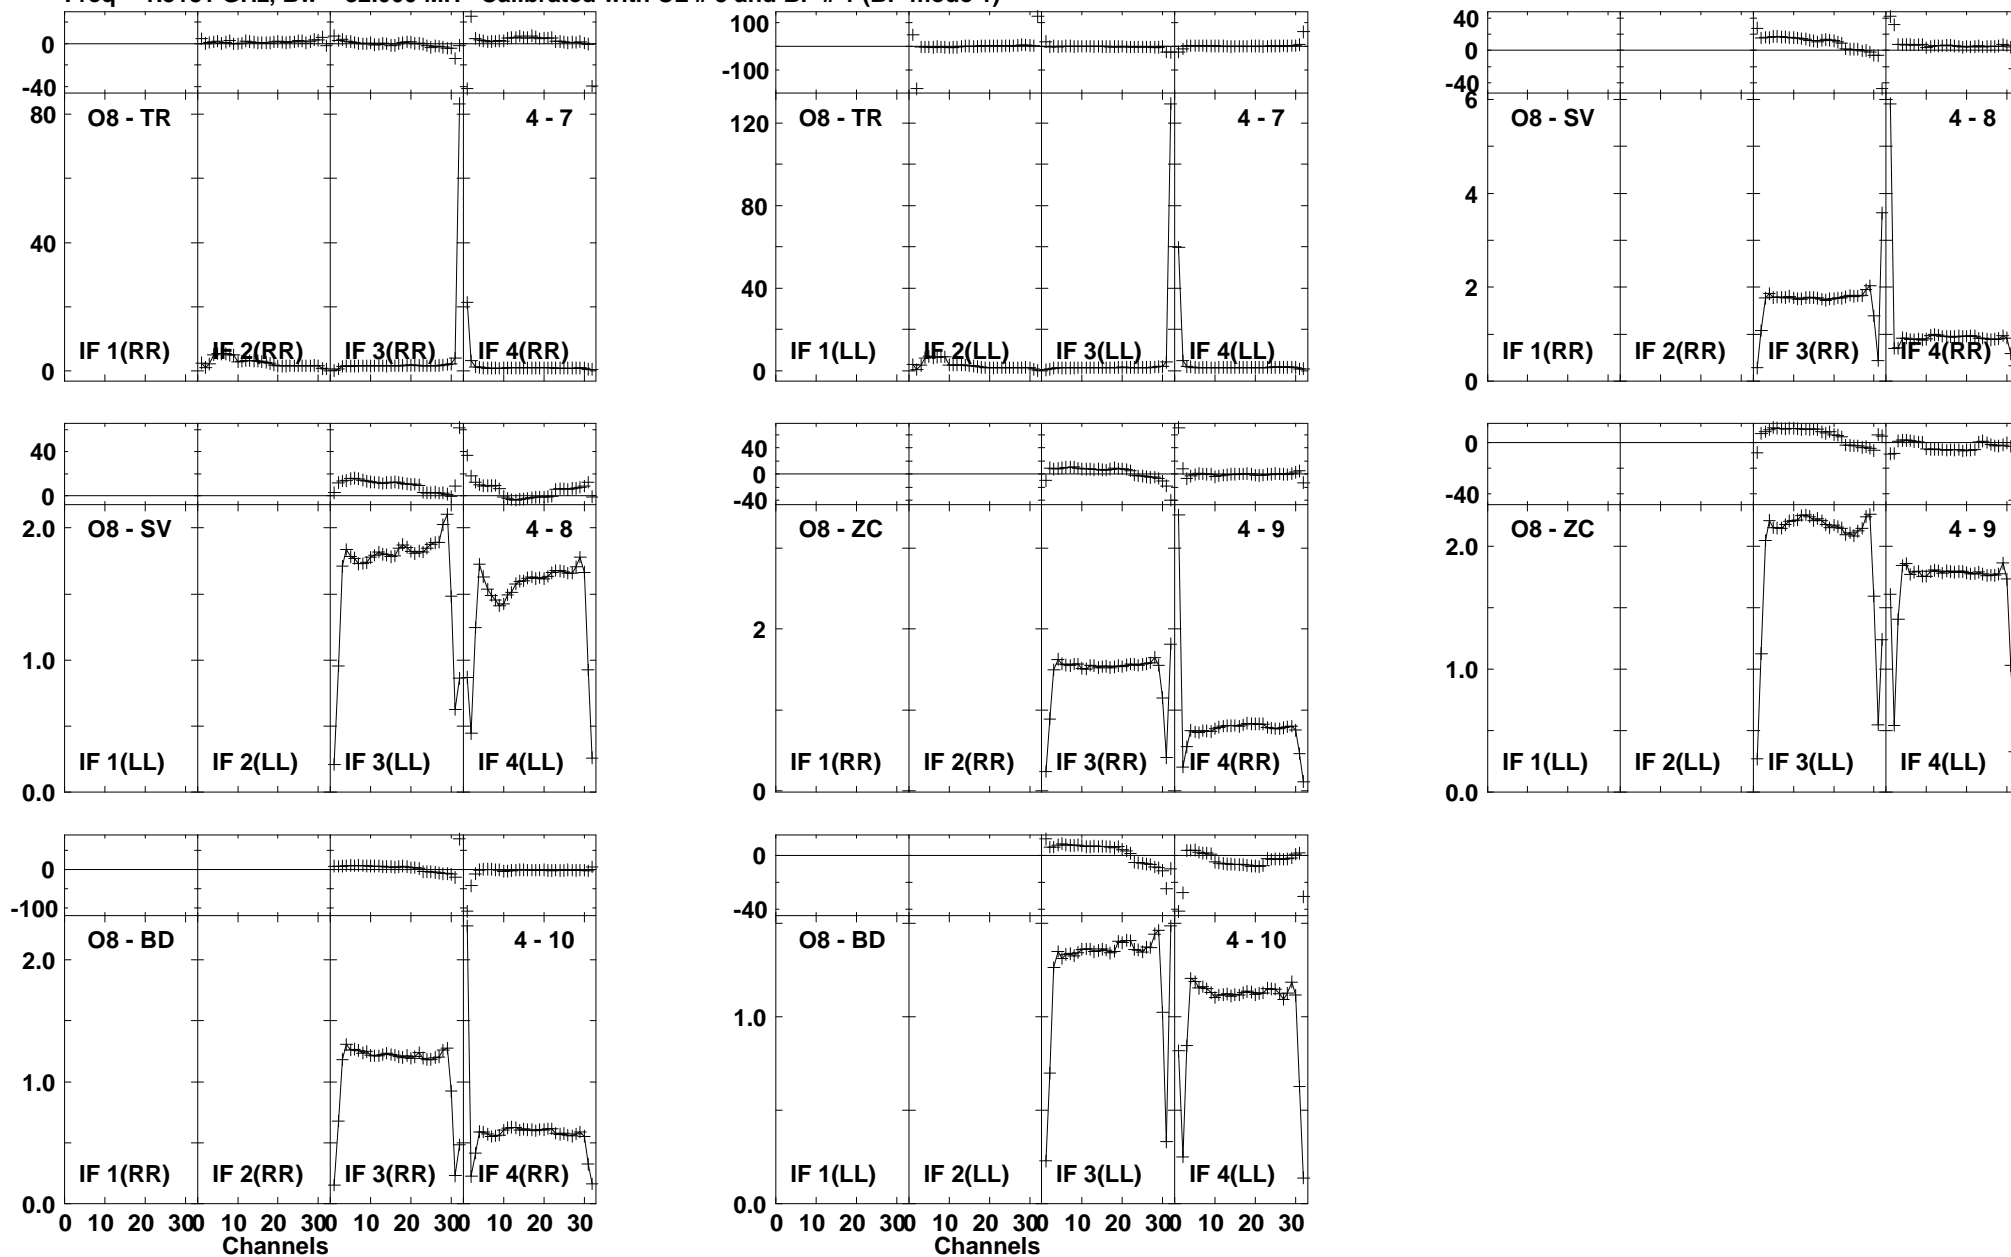 0
-40
80
40
0
O8 - TR
4 - 7
IF 1(RR)
IF 2(RR)
IF 3(RR)
IF 4(RR)
100
-100
120
80
40
0
O8 - TR
4 - 7
IF 1(LL)
IF 2(LL)
IF 3(LL)
IF 4(LL)
40
0
-40
6
4
2
0
O8 - SV
4 - 8
IF 1(RR)
IF 2(RR)
IF 3(RR)
IF 4(RR)
40
0
2.0
1.0
0.0
O8 - SV
4 - 8
IF 1(LL)
IF 2(LL)
IF 3(LL)
IF 4(LL)
40
0
-40
2
0
O8 - ZC
4 - 9
IF 1(RR)
IF 2(RR)
IF 3(RR)
IF 4(RR)
0
-40
2.0
1.0
0.0
O8 - ZC
4 - 9
IF 1(LL)
IF 2(LL)
IF 3(LL)
IF 4(LL)
0
-100
2.0
1.0
0.0
O8 - BD
4 - 10
IF 1(RR)
IF 2(RR)
IF 3(RR)
IF 4(RR)
0 10 20 30 0 10 20 30 0 10 20 30 0 10 20 30
Channels
0
-40
1.0
0.0
O8 - BD
4 - 10
IF 1(LL)
IF 2(LL)
IF 3(LL)
IF 4(LL)
0 10 20 30 0 10 20 30 0 10 20 30 0 10 20 30
Channels